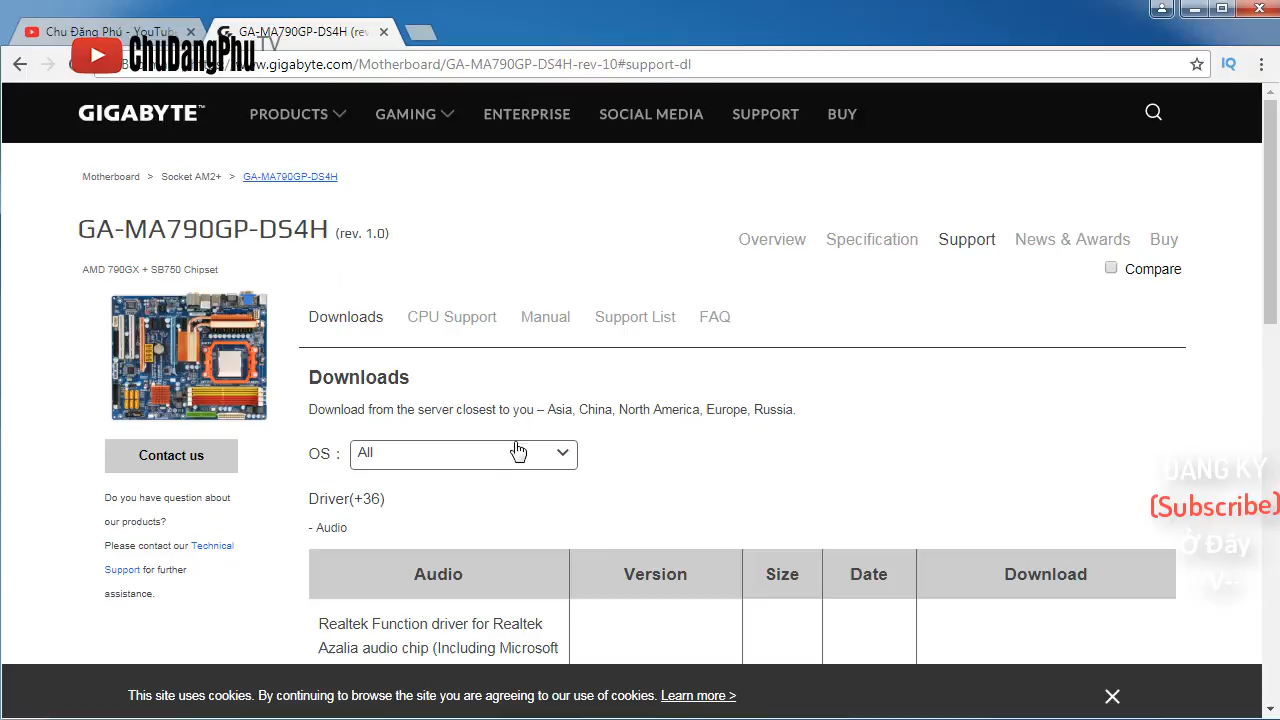 Chu Đăng Phú - YouTub
GA-MA790GP-DS4H (rev
ChuDangPhu TV
www.gigabyte.com/Motherboard/GA-MA790GP-DS4H-rev-10#support-dl
IQ
GIGABYTE™
PRODUCTS
GAMING
ENTERPRISE
SOCIAL MEDIA
SUPPORT
BUY
Motherboard > Socket AM2+ > GA-MA790GP-DS4H
GA-MA790GP-DS4H (rev. 1.0)
Overview
Specification
Support
News & Awards
Buy
Compare
AMD 790GX + SB750 Chipset
Downloads
CPU Support
Manual
Support List
FAQ
Downloads
Download from the server closest to you – Asia, China, North America, Europe, Russia.
OS : All
Contact us
Do you have question about
our products?
Please contact our Technical
Support for further
assistance.
Driver(+36)
- Audio
Audio Version Size Date Download
Realtek Function driver for Realtek
Azalia audio chip (Including Microsoft
ĐĂNG KÝ
(Subscribe)
Ở Đây
V--
This site uses cookies. By continuing to browse the site you are agreeing to our use of cookies. Learn more >